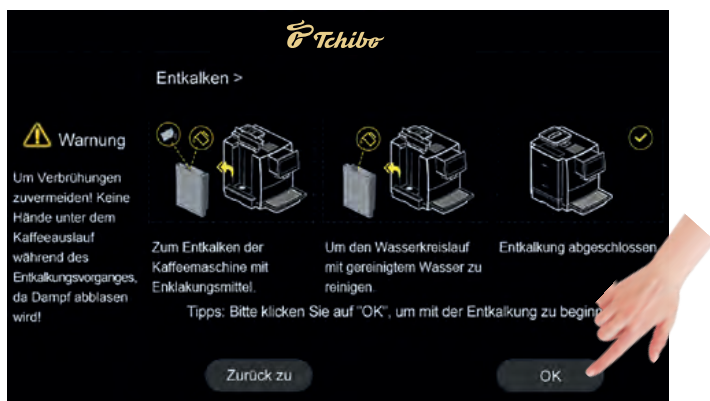 Tchibo
Entkalken >
Warnung
Um Verbrühungen
zuvermeiden! Keine
Hände unter dem
Kaffeeauslauf
während des
Entkalkungsvorganges,
da Dampf abblasen
wird!
Zum Entkalken der
Kaffeemaschine mit
Enklakungsmittel.
Um den Wasserkreislauf
mit gereinigtem Wasser zu
reinigen.
Entkalkung abgeschlossen
Tipps: Bitte klicken Sie auf "OK", um mit der Entkalkung zu beginn
Zurück zu
OK